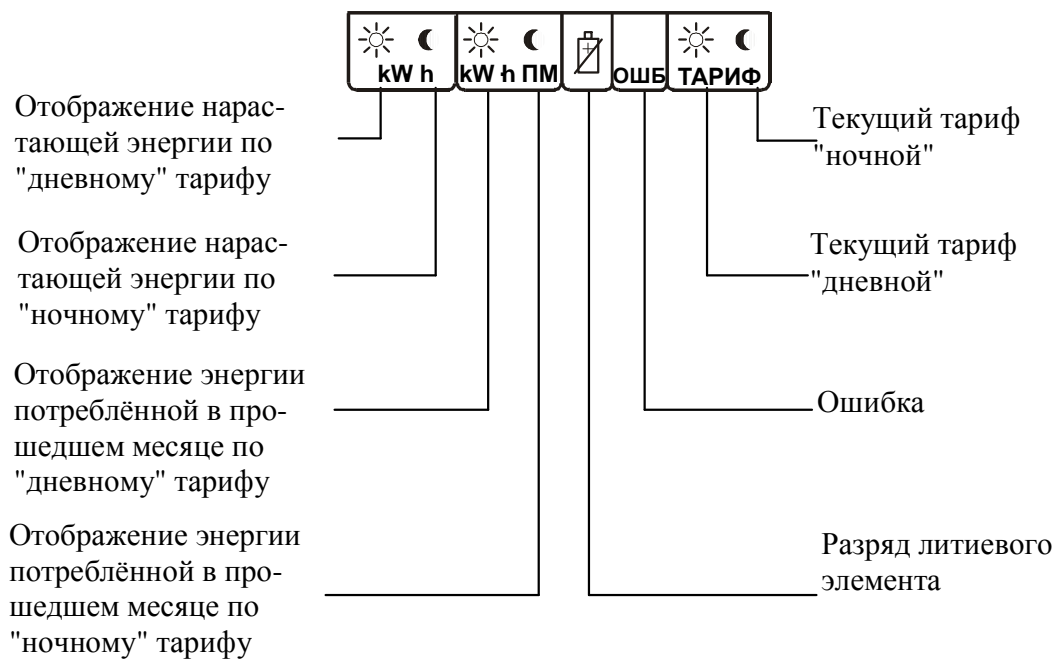 kW h kW h ПМ ОШБ ТАРИФ
Отображение нарас-
тающей энергии по
"дневному" тарифу
Отображение нарас-
тающей энергии по
"ночному" тарифу
Отображение энергии
потреблённой в про-
шедшем месяце по
"дневному" тарифу
Отображение энергии
потреблённой в про-
шедшем месяце по
"ночному" тарифу
Текущий тариф
"ночной"
Текущий тариф
"дневной"
Ошибка
Разряд литиевого
элемента